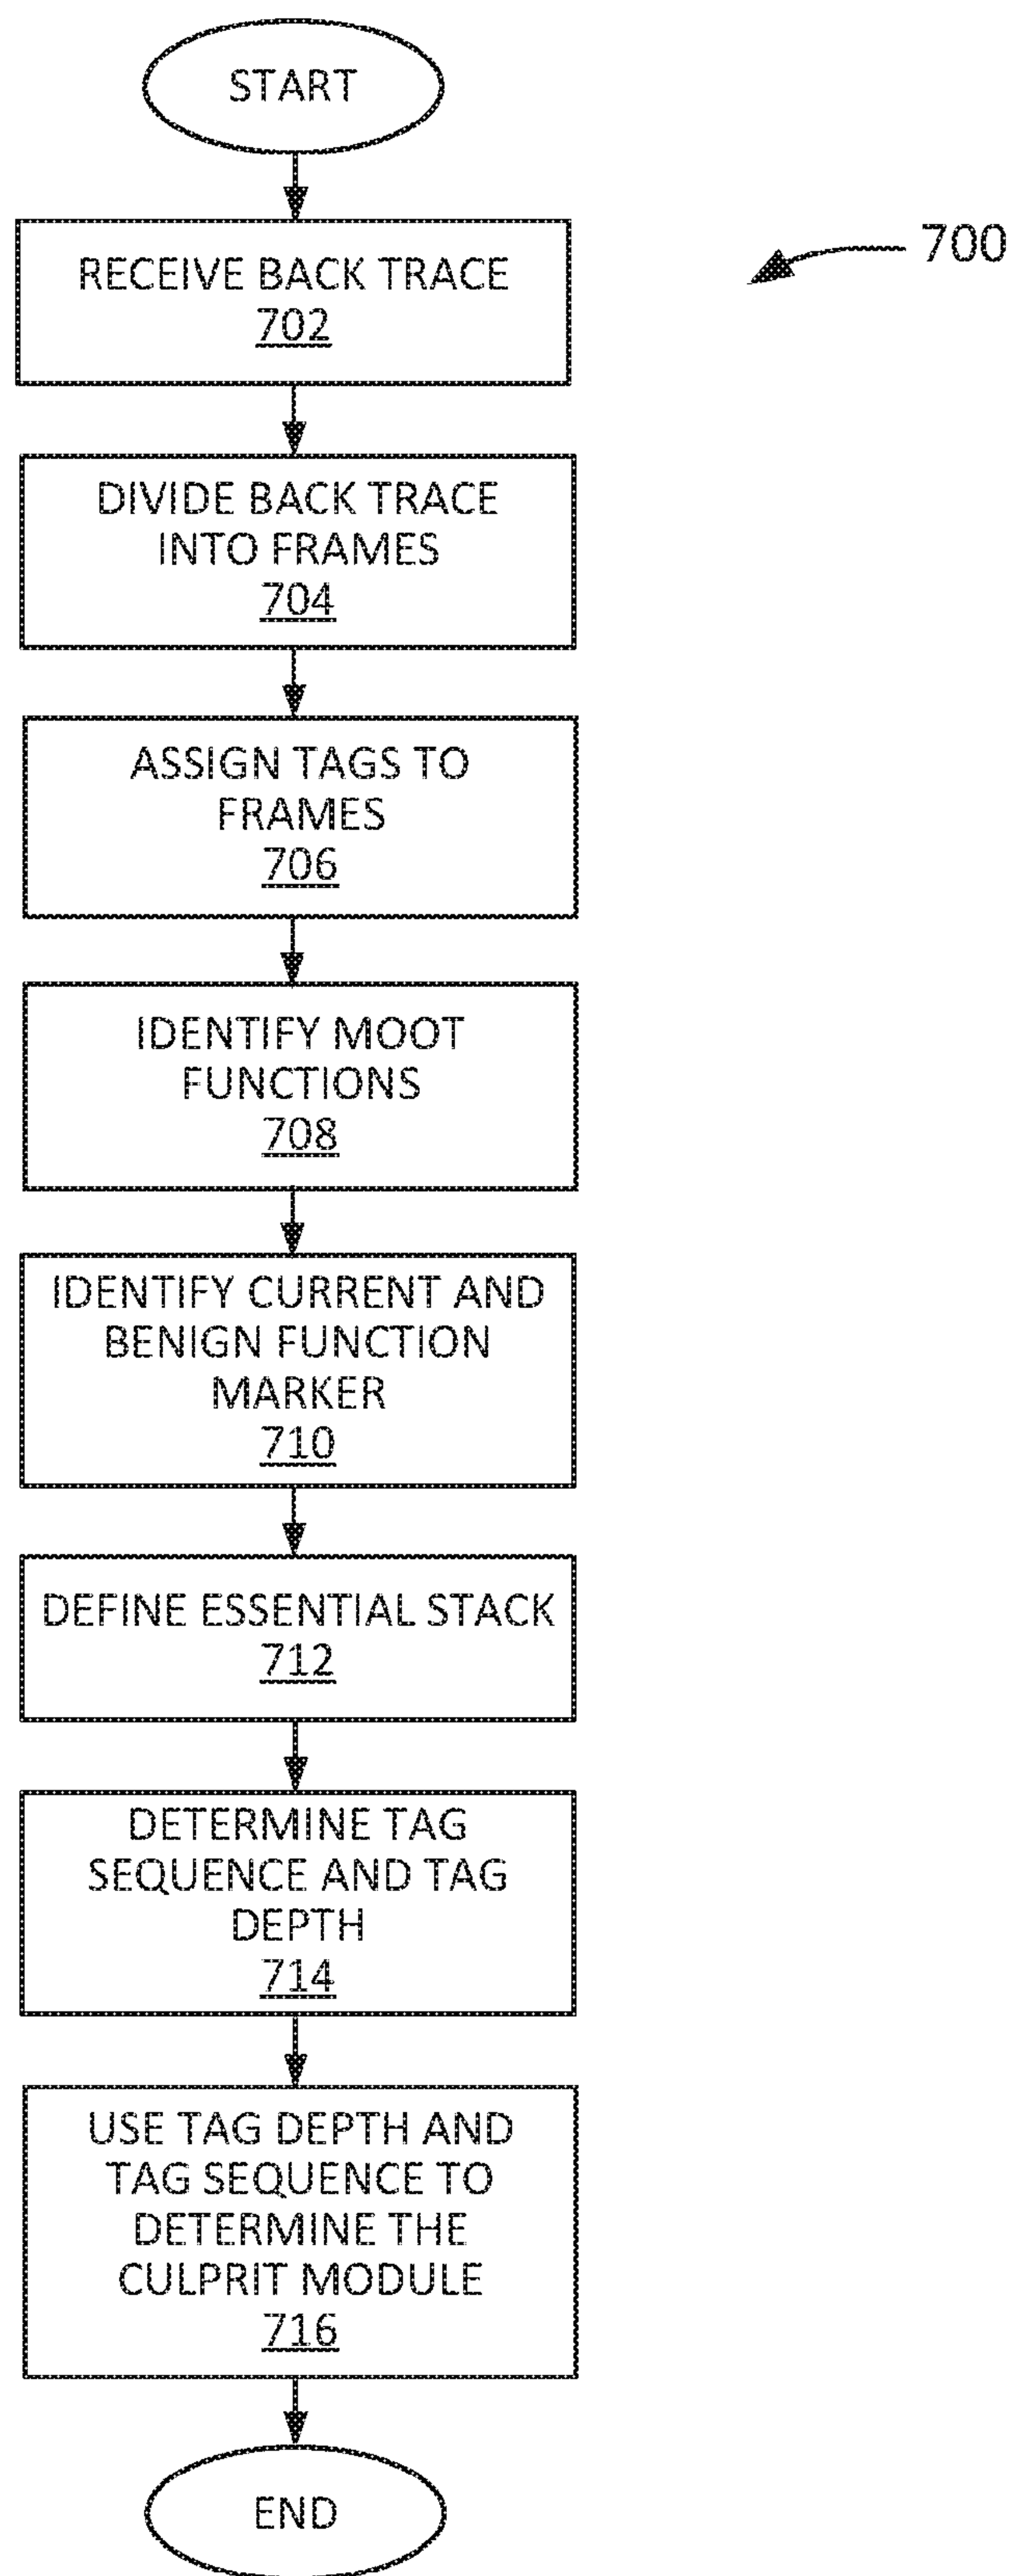 START
700
RECEIVE BACK TRACE
702
DIVIDE BACK TRACE
INTO FRAMES
704
ASSIGN TAGS TO
FRAMES
706
IDENTIFY MOOT
FUNCTIONS
708
IDENTIFY CURRENT AND
BENIGN FUNCTION
MARKER
710
DEFINE ESSENTIAL STACK
712
DETERMINE TAG
SEQUENCE AND TAG
DEPTH
714
USE TAG DEPTH AND
TAG SEQUENCE TO
DETERMINE THE
CULPRIT MODULE
716
END